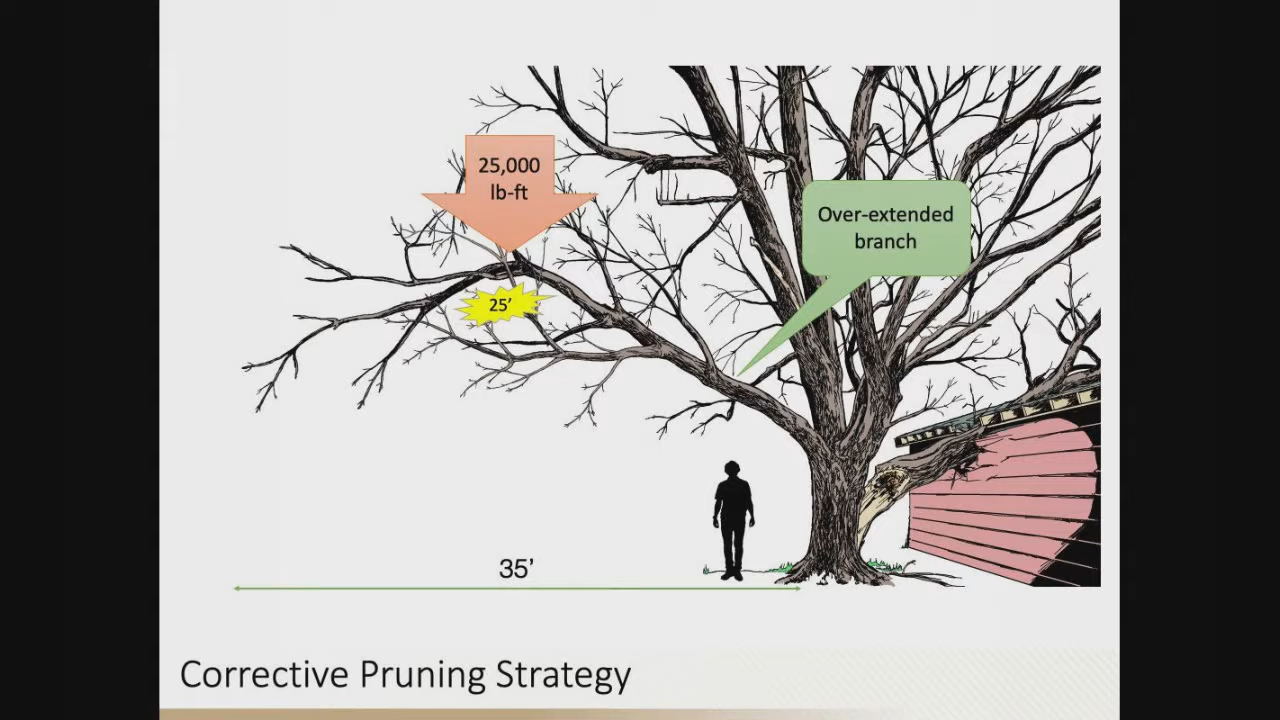 25,000
lb-ft
Over-extended
branch
25’
35’
Corrective Pruning Strategy